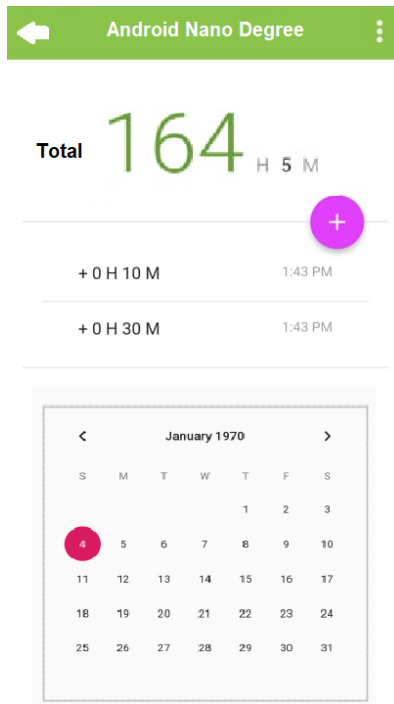 Android Nano Degree
Total 164 H 5 M
+
+ 0 H 10 M 1:43 PM
+ 0 H 30 M 1:43 PM
< January 1970 >
S M T W T F S
1 2 3
4 5 6 7 8 9 10
11 12 13 14 15 16 17
18 19 20 21 22 23 24
25 26 27 28 29 30 31